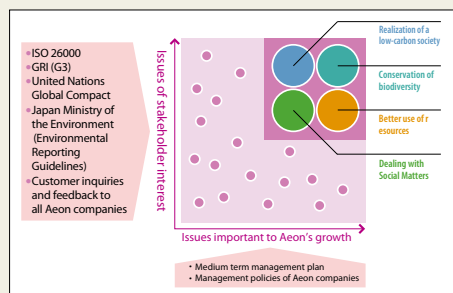 • ISO 26000
• GRI (G3)
• United Nations
Global Compact
• Japan Ministry of
the Environment
(Environmental
Reporting
Guidelines)
• Customer inquiries
and feedback to
all Aeon companies
Issues of stakeholder
interest
Issues important to Aeon's growth
• Medium term management plan
• Management policies of Aeon companies
Realization of a
low-carbon society
Conservation of
biodiversity
Better use of r
esources
Dealing with
Social Matters